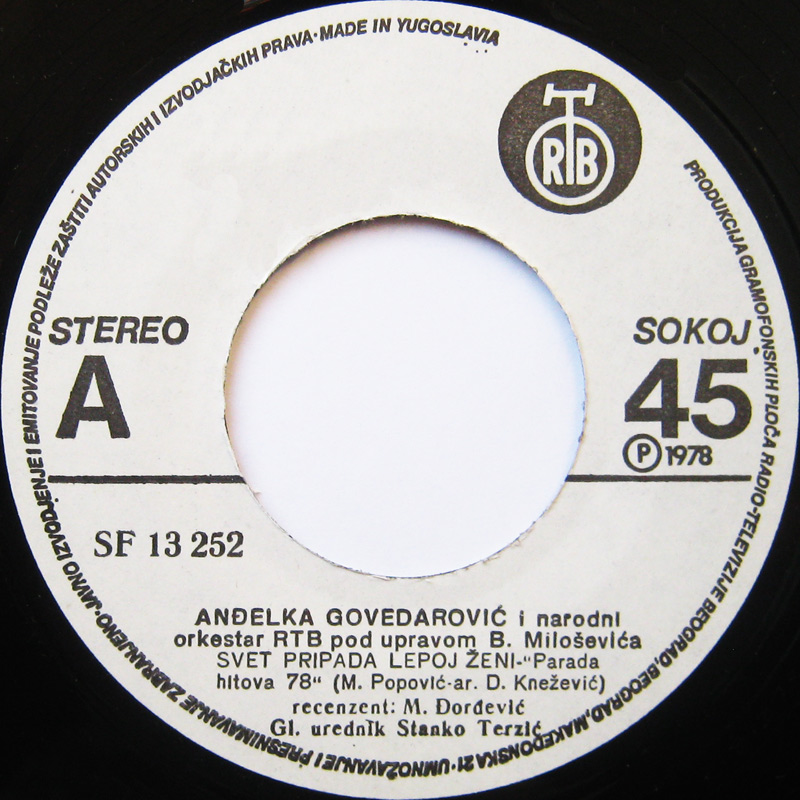 PRODUKCIJA GRAMOFONSKIH PLOČA RADIO-TELEVIZIJE BEOGRAD, BEOGRAD, MAKEDONSKA 21·UMNOŽAVANJE I PRESNIMAVANJE ZABRANJENO·JAVNO IZVODJENJE I EMITOVANJE PODLEŽE ZAŠTITI AUTORSKIH I IZVODJAČKIH PRAVA·MADE IN YUGOSLAVIA
RTB
STEREO
A
SOKOJ
45
P 1978
SF 13 252
ANĐELKA GOVEDAROVIĆ i narodni
orkestar RTB pod upravom B. Miloševića
SVET PRIPADA LEPOJ ŽENI-“Parada
hitova 78“ (M. Popović-ar. D. Knežević)
recenzent: M. Đorđević
Gl. urednik Stanko Terzić